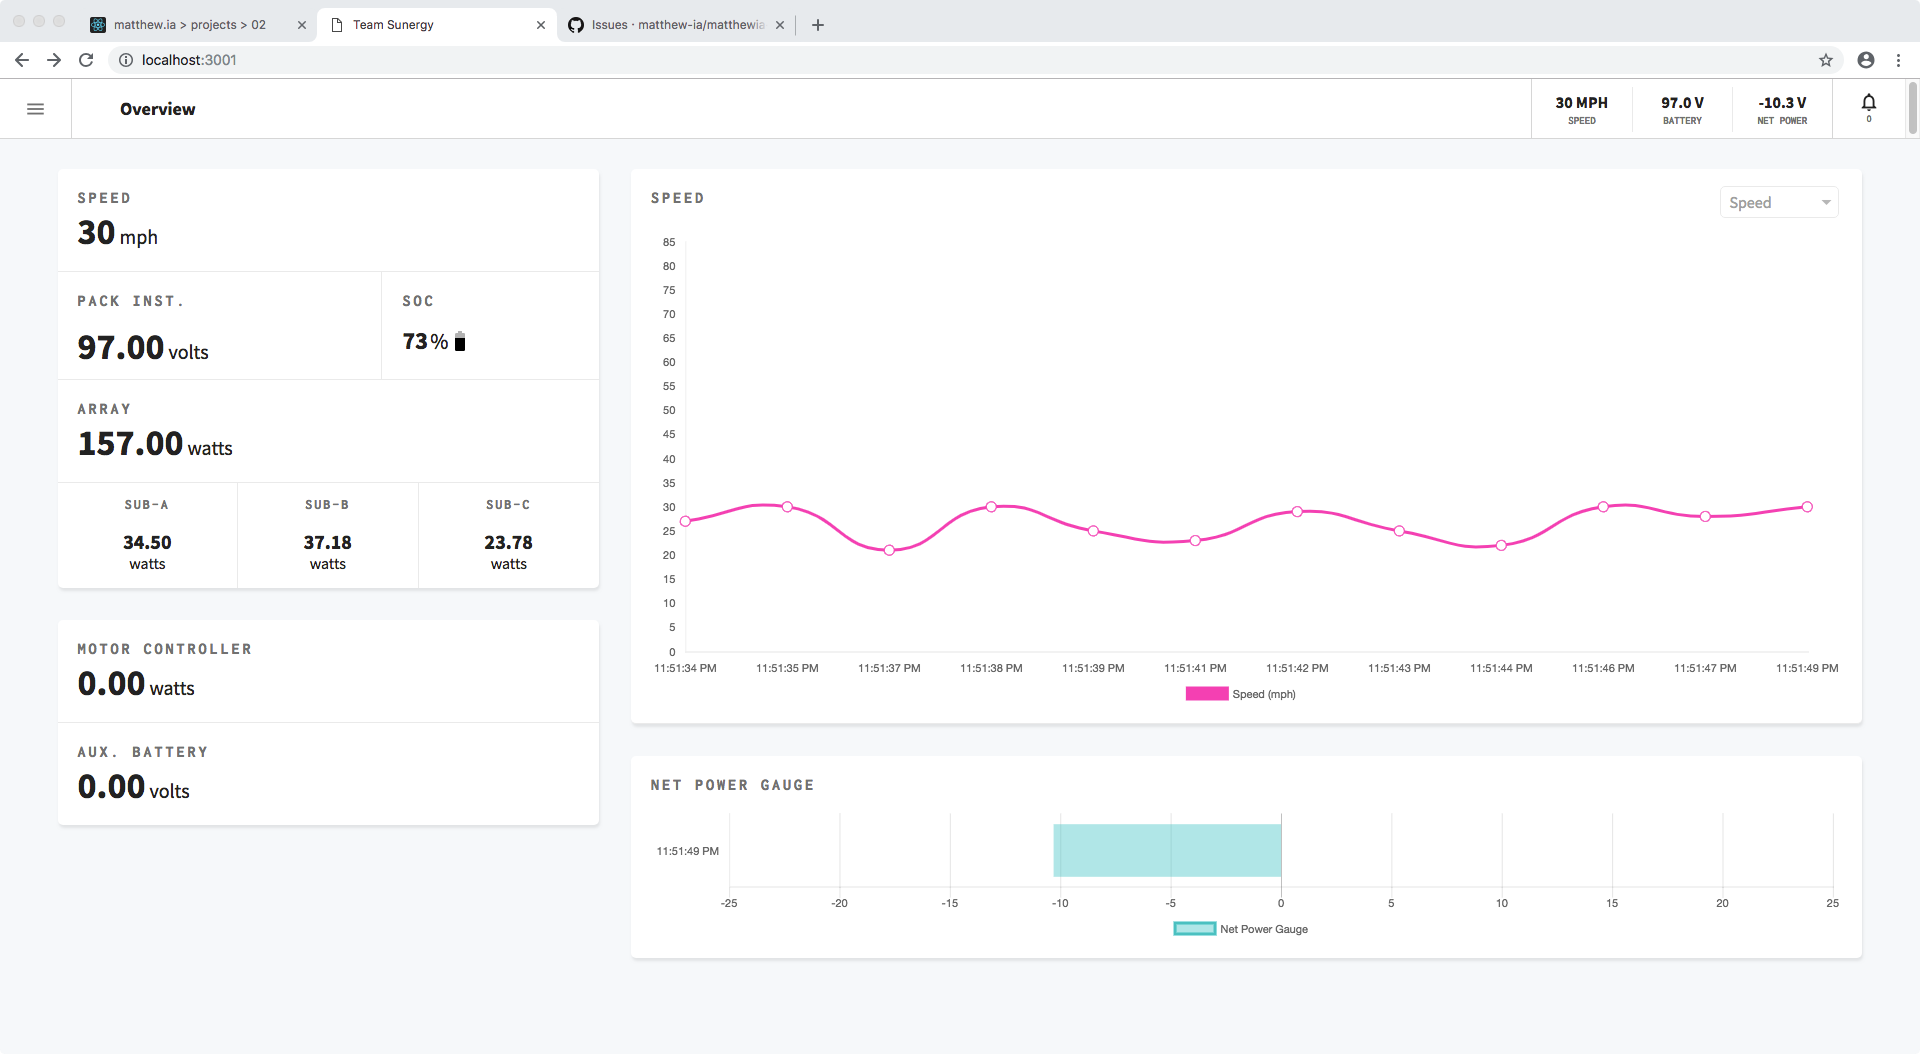 matthew.ia > projects > 02
Team Sunergy
Issues · matthew-ia/matthewia
localhost:3001
Overview
30 MPH
SPEED
97.0 V
BATTERY
-10.3 V
NET POWER
0
SPEED
30 mph
PACK INST.
97.00 volts
SOC
73%
ARRAY
157.00 watts
SUB-A
34.50
watts
SUB-B
37.18
watts
SUB-C
23.78
watts
MOTOR CONTROLLER
0.00 watts
AUX. BATTERY
0.00 volts
SPEED
Speed
85
80
75
70
65
60
55
50
45
40
35
30
25
20
15
10
5
0
11:51:34 PM 11:51:35 PM 11:51:37 PM 11:51:38 PM 11:51:39 PM 11:51:41 PM 11:51:42 PM 11:51:43 PM 11:51:44 PM 11:51:46 PM 11:51:47 PM 11:51:49 PM
Speed (mph)
NET POWER GAUGE
11:51:49 PM
-25 -20 -15 -10 -5 0 5 10 15 20 25
Net Power Gauge